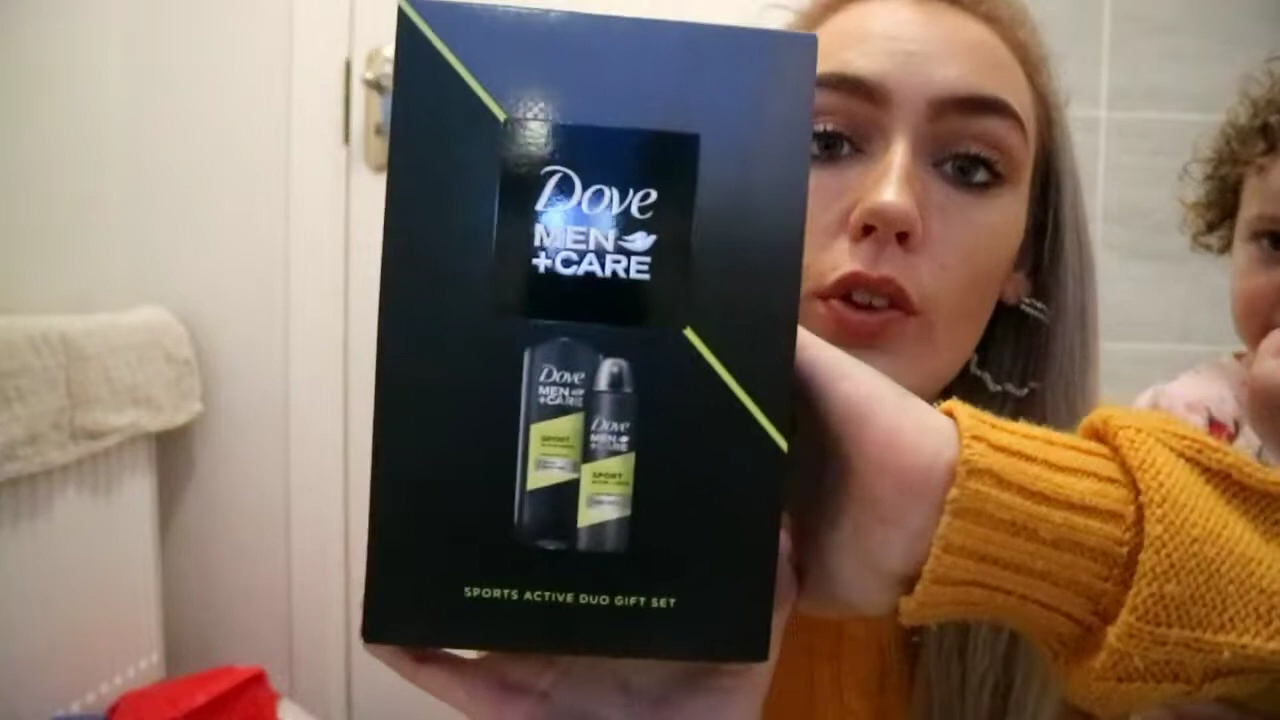 Dove
MEN
+CARE
Dove
MEN
+CARE
SPORT
Dove
MEN
+CARE
SPORT
SPORTS ACTIVE DUO GIFT SET